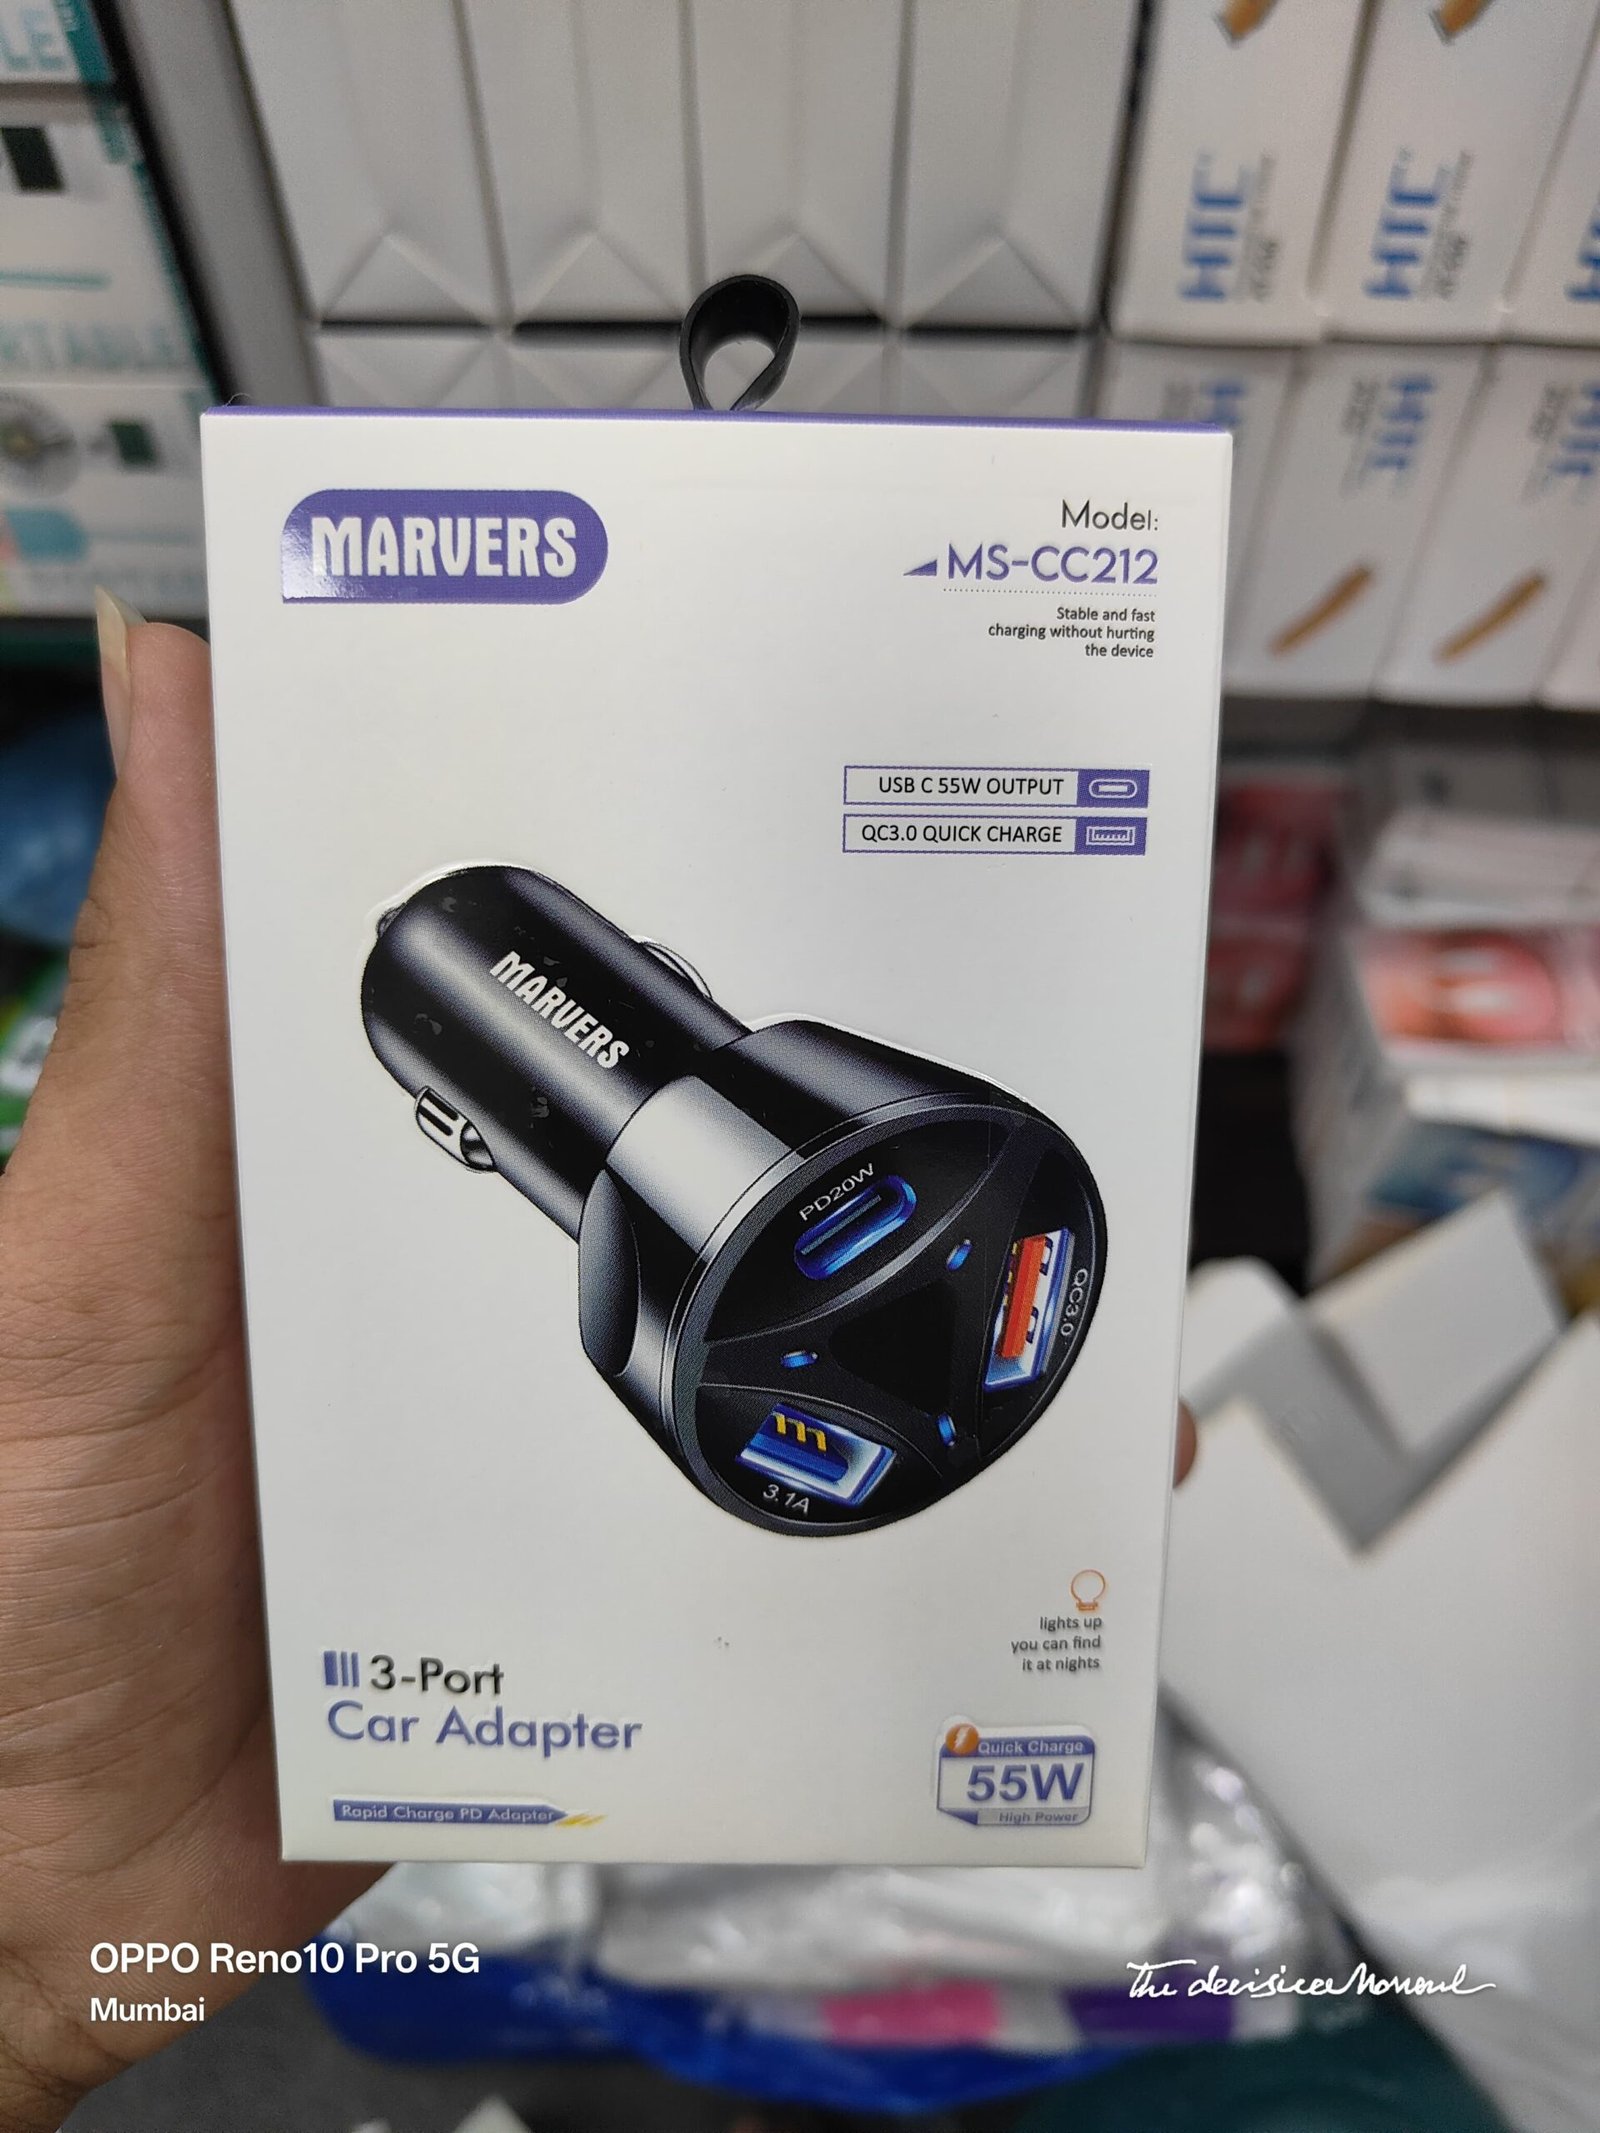 MARVERS
Model:
MS-CC212
Stable and fast
charging without hurting
the device
USB C 55W OUTPUT
QC3.0 QUICK CHARGE
MARVERS
PD20W
QC3.0
3.1A
lights up
you can find
it at nights
3-Port
Car Adapter
Rapid Charge PD Adapter
Quick Charge
55W
High Power
OPPO Reno10 Pro 5G
Mumbai